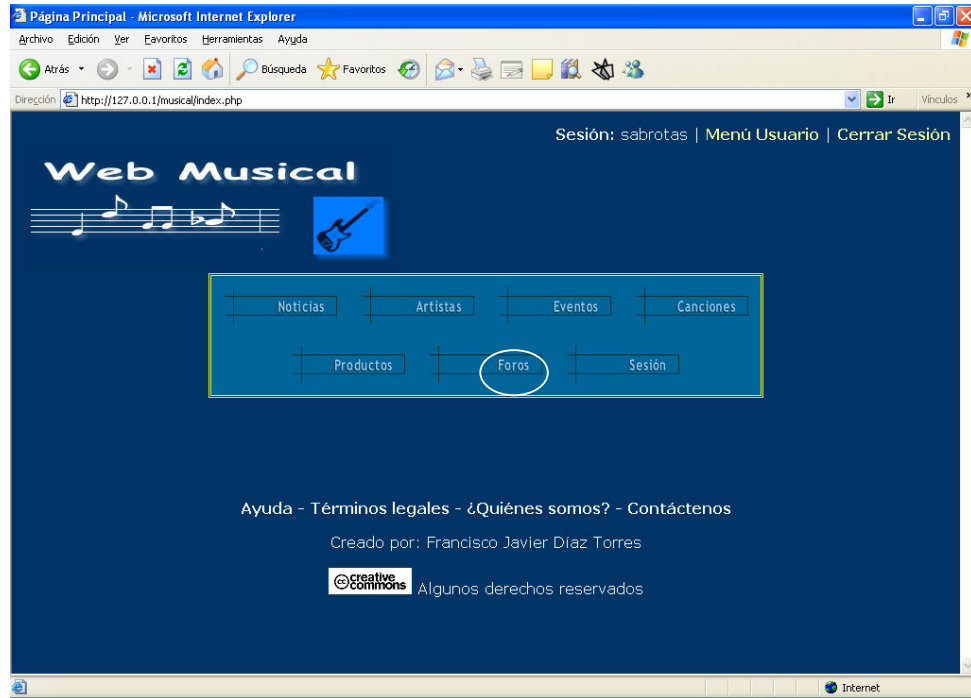 Página Principal - Microsoft Internet Explorer
Archivo Edición Ver Favoritos Herramientas Ayuda
Atrás Búsqueda Favoritos
Dirección http://127.0.0.1/musical/index.php Ir Vínculos »
Sesión: sabrotas | Menú Usuario | Cerrar Sesión
Web Musical
Noticias Artistas Eventos Canciones
Productos Foros Sesión
Ayuda - Términos legales - ¿Quiénes somos? - Contáctenos
Creado por: Francisco Javier Díaz Torres
creative commons Algunos derechos reservados
Internet